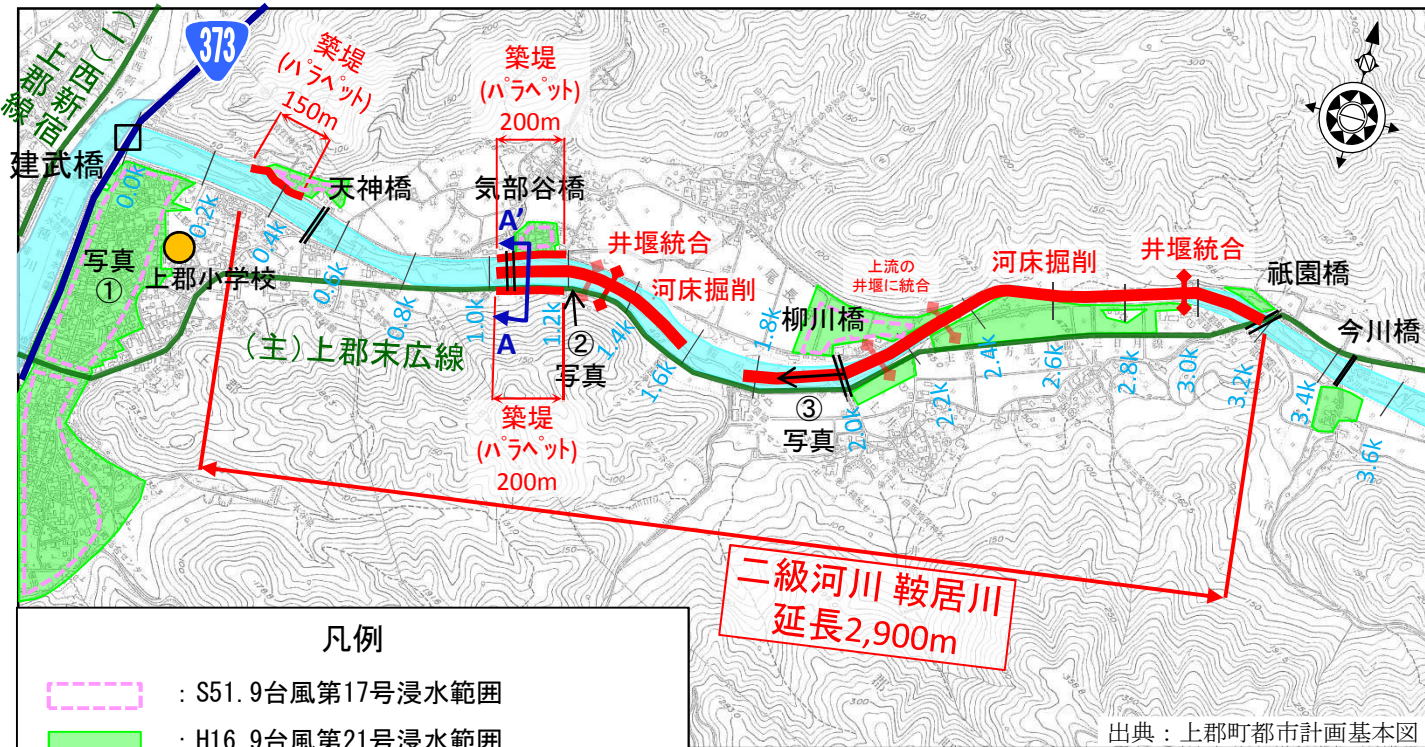 373
(一)西新宿
上郡線
建武橋
築堤
(パラペット)
150m
天神橋
築堤
(パラペット)
200m
気部谷橋
A'
A
井堰統合
河床掘削
上流の
井堰に統合
柳川橋
河床掘削
井堰統合
祇園橋
今川橋
N
0.0k
0.2k
0.4k
0.6k
0.8k
1.0k
1.2k
1.4k
1.6k
1.8k
2.0k
2.2k
2.4k
2.6k
2.8k
3.0k
3.2k
3.4k
3.6k
写真
①
上郡小学校
(主)上郡末広線
②
写真
③
写真
築堤
(パラペット)
200m
二級河川 鞍居川
延長2,900m
凡例
：S51.9台風第17号浸水範囲
：H16.9台風第21号浸水範囲
出典：上郡町都市計画基本図